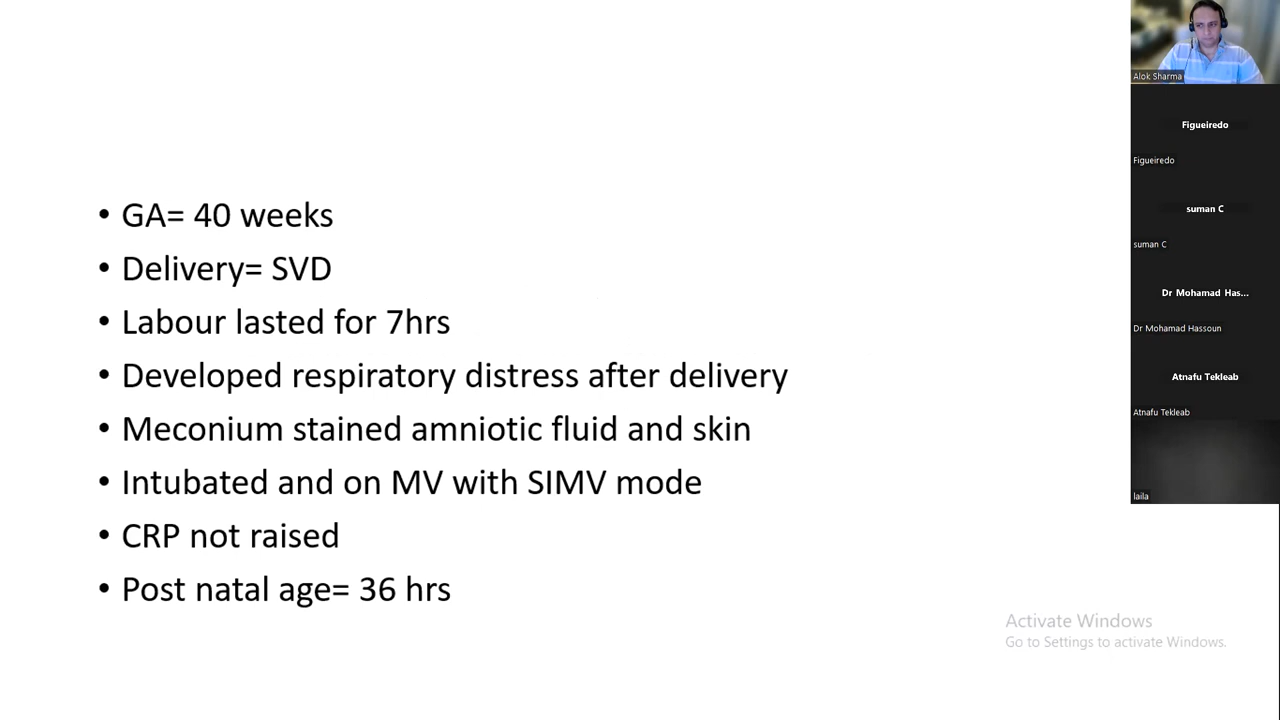 • GA= 40 weeks
• Delivery= SVD
• Labour lasted for 7hrs
• Developed respiratory distress after delivery
• Meconium stained amniotic fluid and skin
• Intubated and on MV with SIMV mode
• CRP not raised
• Post natal age= 36 hrs
Alok Sharma
Figueiredo
Figueiredo
suman C
suman C
Dr Mohamad Has...
Dr Mohamad Hassoun
Atnafu Tekleab
Atnafu Tekleab
laila
Activate Windows
Go to Settings to activate Windows.